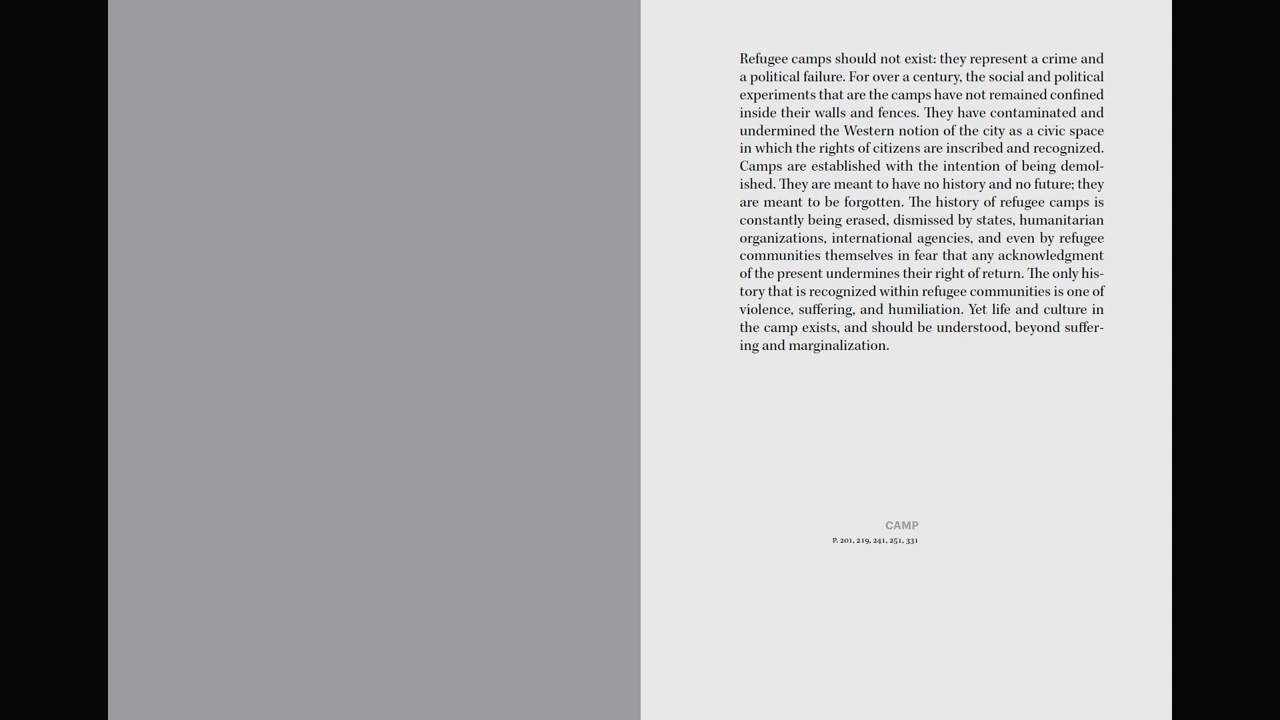 Refugee camps should not exist: they represent a crime and
a political failure. For over a century, the social and political
experiments that are the camps have not remained confined
inside their walls and fences. They have contaminated and
undermined the Western notion of the city as a civic space
in which the rights of citizens are inscribed and recognized.
Camps are established with the intention of being demol-
ished. They are meant to have no history and no future; they
are meant to be forgotten. The history of refugee camps is
constantly being erased, dismissed by states, humanitarian
organizations, international agencies, and even by refugee
communities themselves in fear that any acknowledgment
of the present undermines their right of return. The only his-
tory that is recognized within refugee communities is one of
violence, suffering, and humiliation. Yet life and culture in
the camp exists, and should be understood, beyond suffer-
ing and marginalization.
CAMP
P. 201, 219, 241, 251, 331